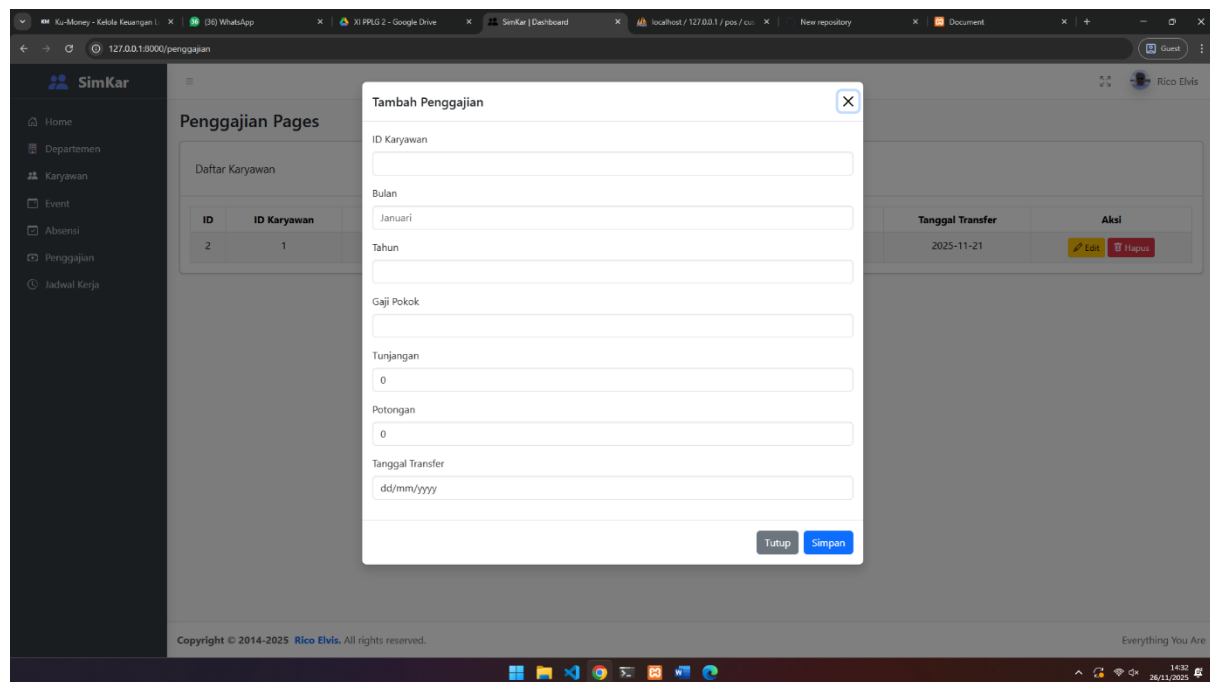 Ku-Money - Kelola Keuangan L
(36) WhatsApp
XI PPLG 2 - Google Drive
SimKar | Dashboard
localhost / 127.0.0.1 / pos / cus
New repository
Document
127.0.0.1:8000/penggajian
Guest
SimKar
Rico Elvis
Home
Departemen
Karyawan
Event
Absensi
Penggajian
Jadwal Kerja
Penggajian Pages
Daftar Karyawan
ID ID Karyawan Tanggal Transfer Aksi
2 1 2025-11-21 Edit Hapus
Tambah Penggajian
ID Karyawan
Bulan
Januari
Tahun
Gaji Pokok
Tunjangan
0
Potongan
0
Tanggal Transfer
dd/mm/yyyy
Tutup Simpan
Copyright © 2014-2025 Rico Elvis. All rights reserved.
Everything You Are
14:32
26/11/2025